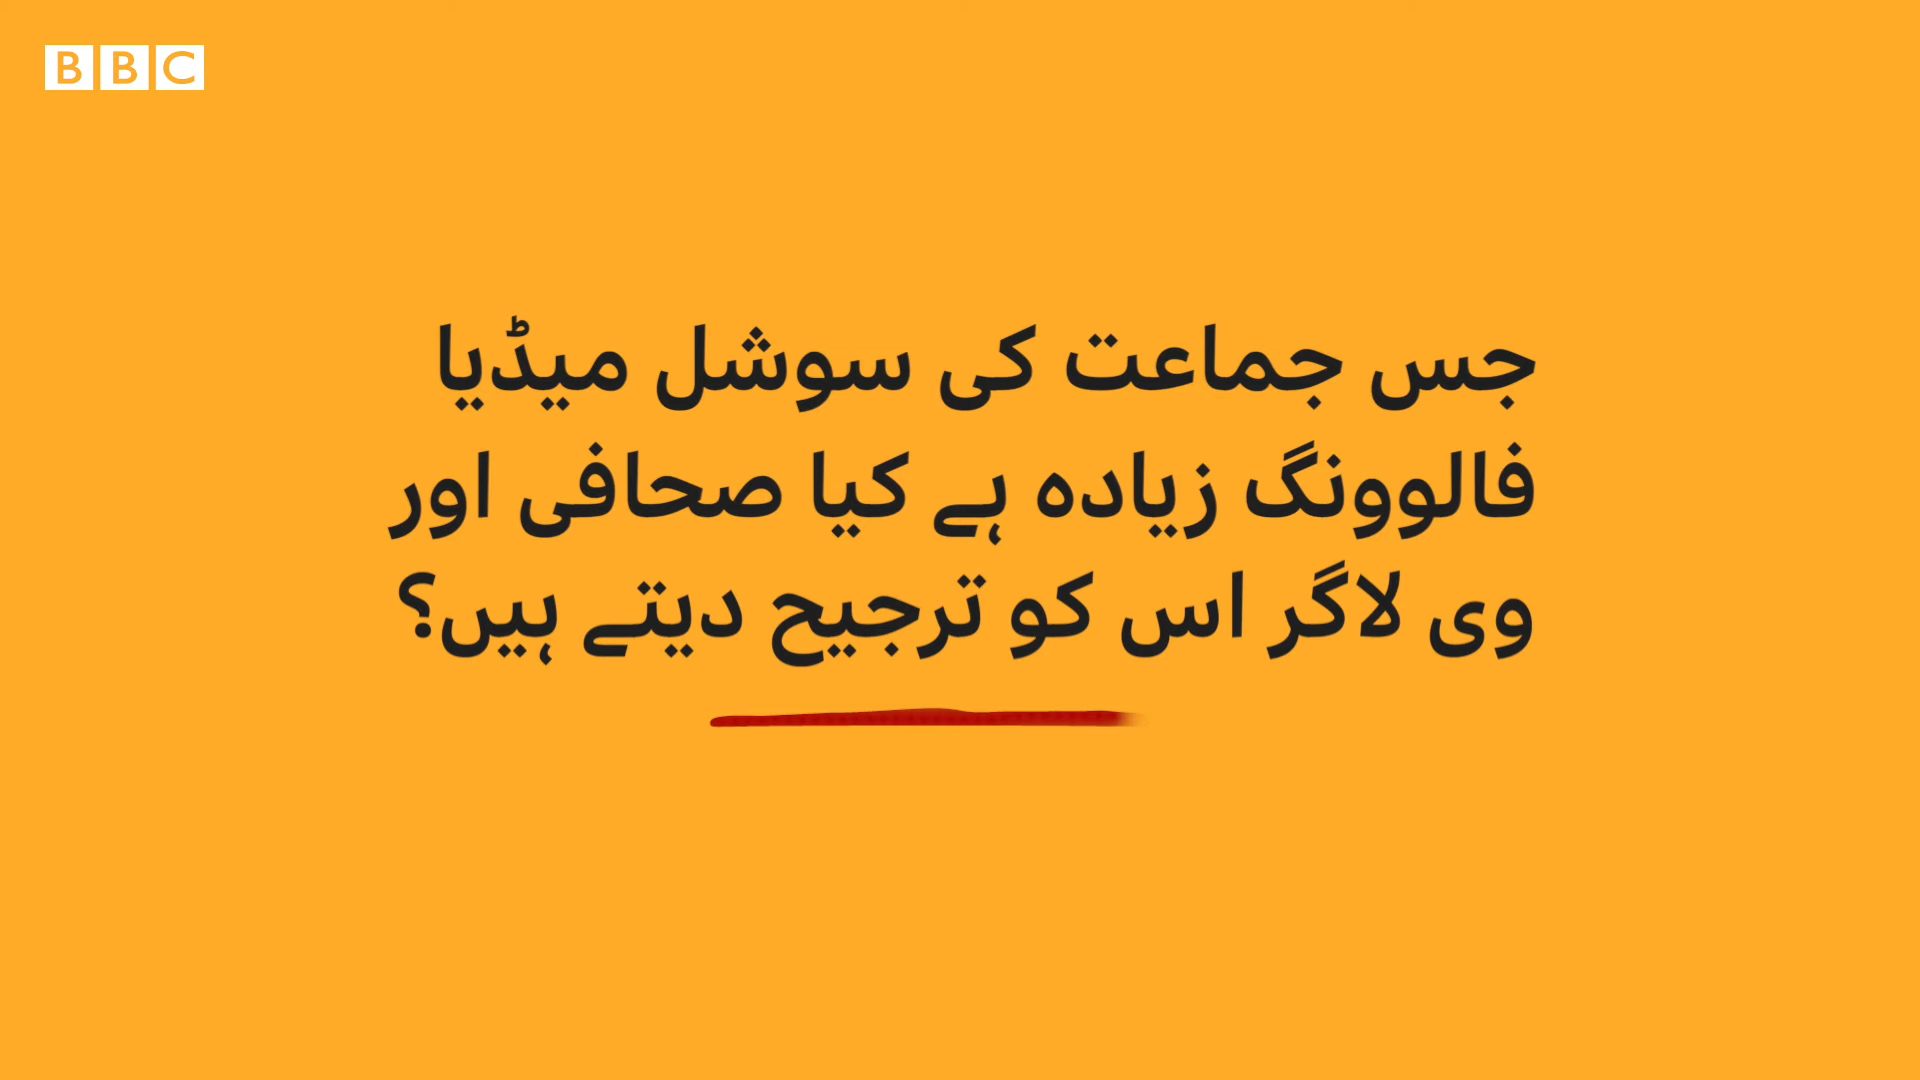 BBC
جس جماعت کی سوشل میڈیا
فالوونگ زیادہ ہے کیا صحافی اور
وی لاگر اس کو ترجیح دیتے ہیں؟